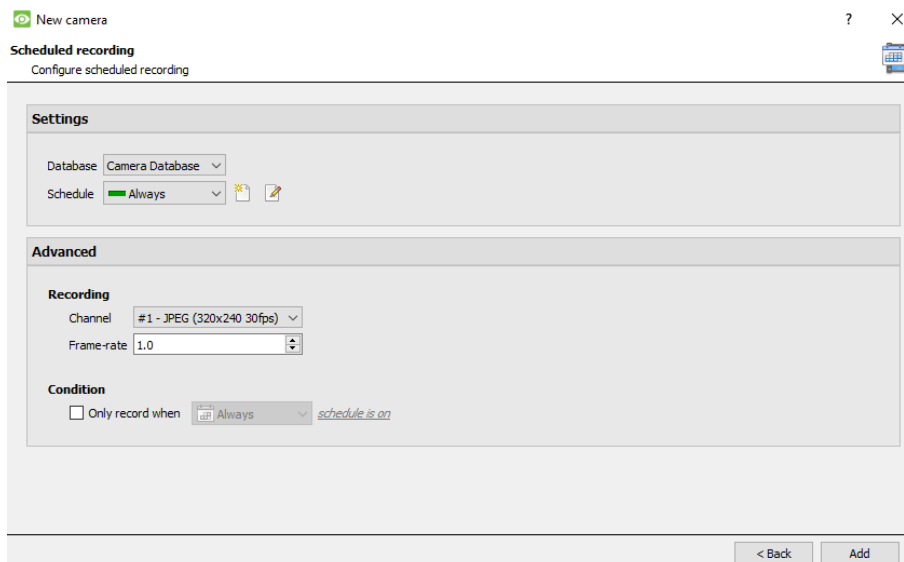 New camera ?
Scheduled recording
Configure scheduled recording
Settings
Database Camera Database
Schedule Always
Advanced
Recording
Channel #1 - JPEG (320x240 30fps)
Frame-rate 1.0
Condition
Only record when Always schedule is on
< Back Add